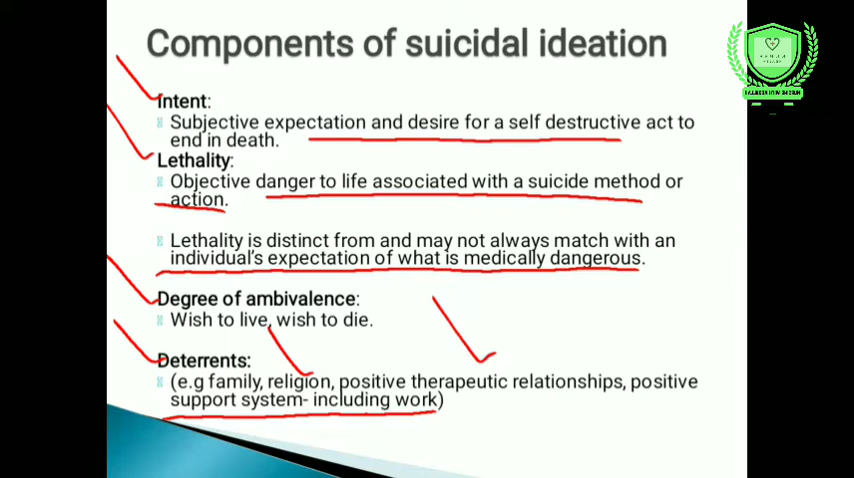 Components of suicidal ideation
Intent:
Subjective expectation and desire for a self destructive act to
end in death.
Lethality:
Objective danger to life associated with a suicide method or
action.
Lethality is distinct from and may not always match with an
individual's expectation of what is medically dangerous.
Degree of ambivalence:
Wish to live, wish to die.
Deterrents:
(e.g family, religion, positive therapeutic relationships, positive
support system- including work)